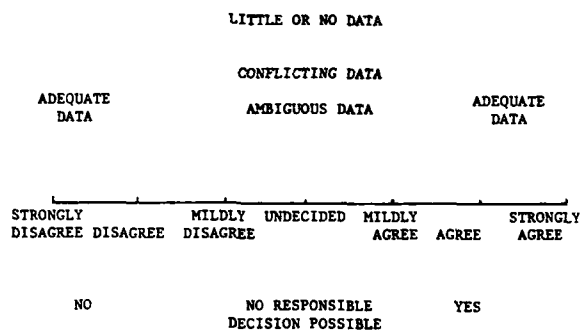 LITTLE OR NO DATA
CONFLICTING DATA
ADEQUATE DATA
AMBIGUOUS DATA
ADEQUATE DATA
STRONGLY DISAGREE
DISAGREE
MILDLY DISAGREE
UNDECIDED
MILDLY AGREE
AGREE
STRONGLY AGREE
NO
NO RESPONSIBLE DECISION POSSIBLE
YES